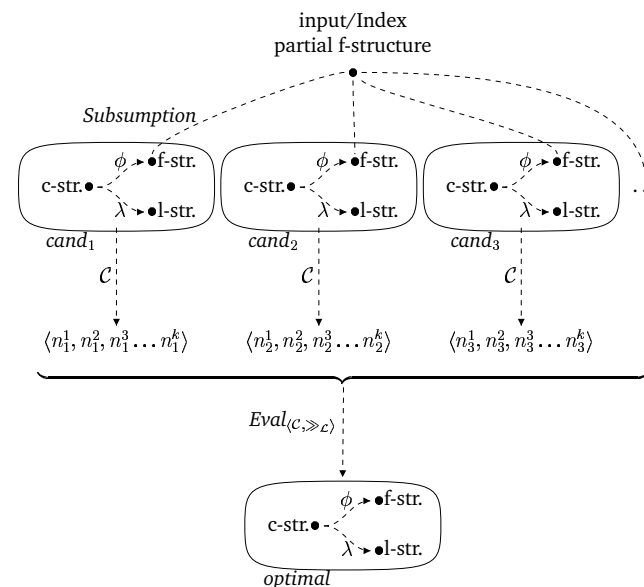 input/Index
partial f-structure
Subsumption
ϕ f-str. ϕ f-str. ϕ f-str.
c-str. c-str. c-str. ..
λ l-str. λ l-str. λ l-str.
cand₁ cand₂ cand₃
𝒞 𝒞 𝒞
⟨n₁¹, n₁², n₁³ … n₁ᵏ⟩ ⟨n₂¹, n₂², n₂³ … n₂ᵏ⟩ ⟨n₃¹, n₃², n₃³ … n₃ᵏ⟩
Eval⟨𝒞,≫ℒ⟩
ϕ f-str.
c-str.
λ l-str.
optimal